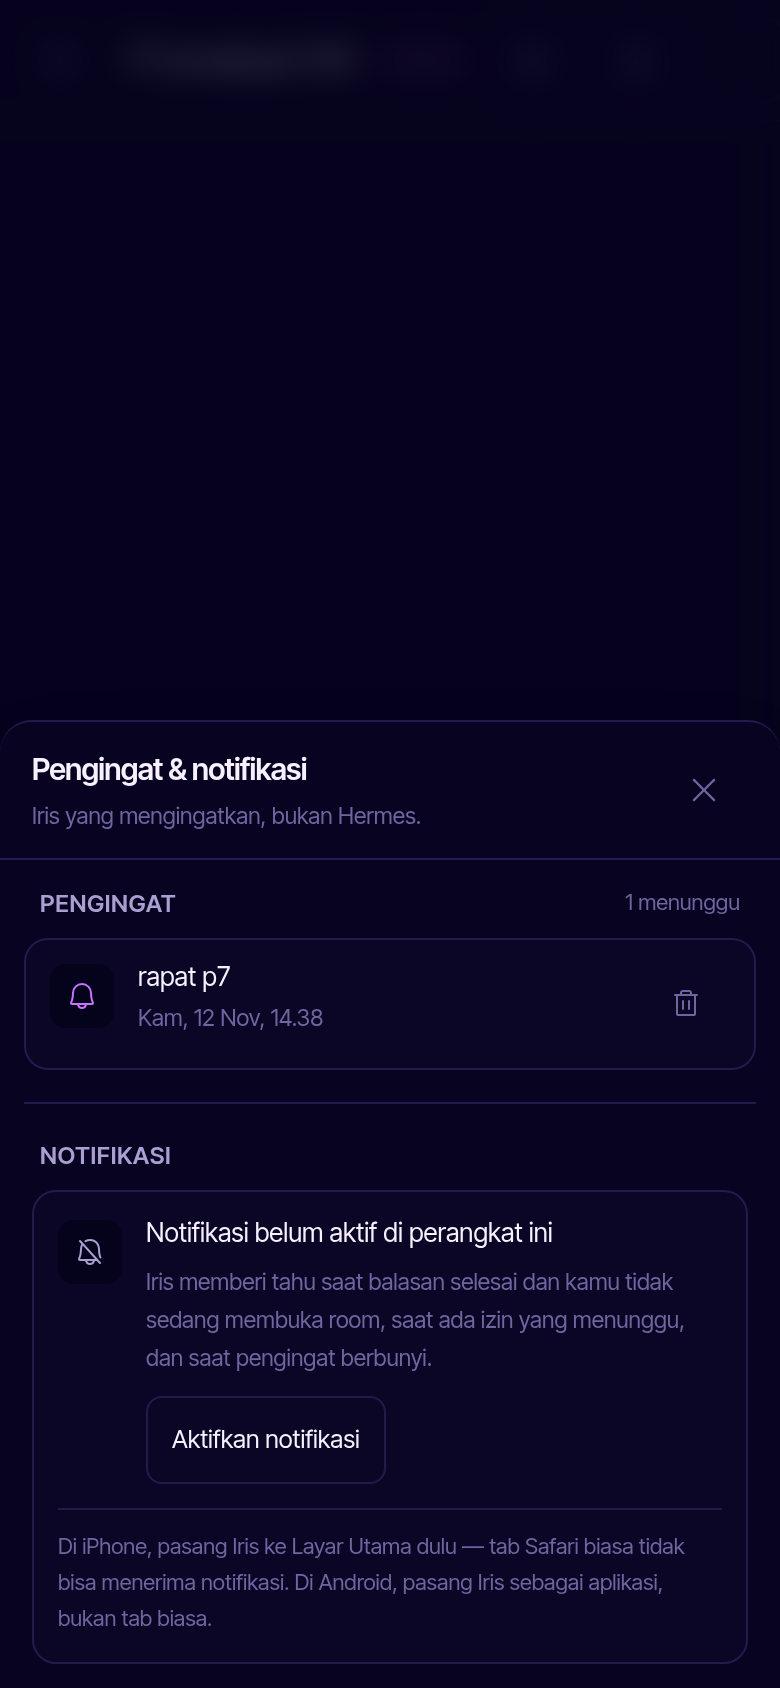 Pengingat & notifikasi
Iris yang mengingatkan, bukan Hermes.
PENGINGAT
1 menunggu
rapat p7
Kam, 12 Nov, 14.38
NOTIFIKASI
Notifikasi belum aktif di perangkat ini
Iris memberi tahu saat balasan selesai dan kamu tidak
sedang membuka room, saat ada izin yang menunggu,
dan saat pengingat berbunyi.
Aktifkan notifikasi
Di iPhone, pasang Iris ke Layar Utama dulu — tab Safari biasa tidak
bisa menerima notifikasi. Di Android, pasang Iris sebagai aplikasi,
bukan tab biasa.